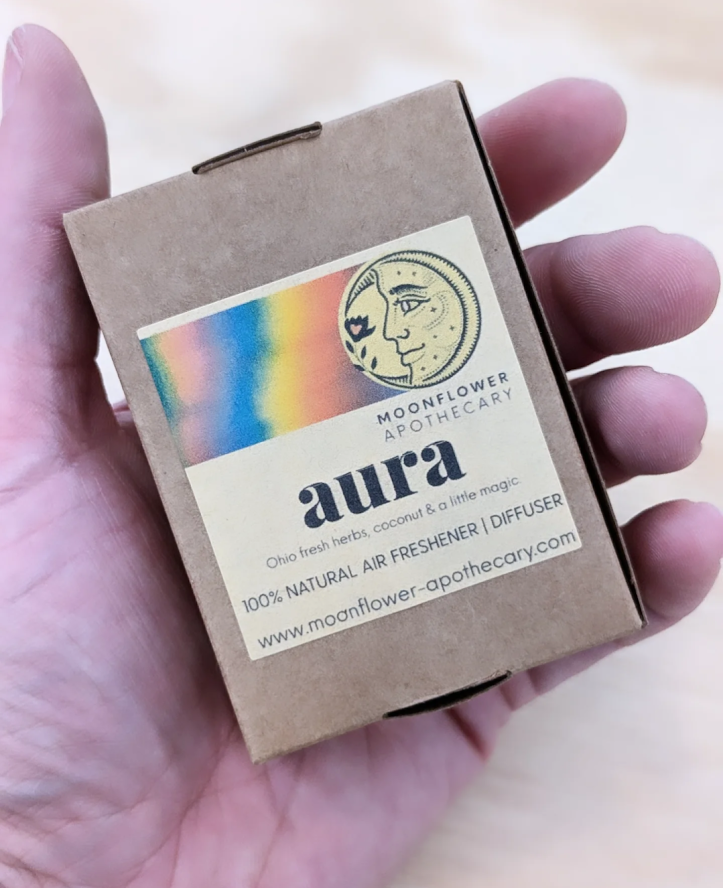 MOONFLOWER
APOTHECARY
aura
Ohio fresh herbs, coconut & a little magic.
100% NATURAL AIR FRESHENER | DIFFUSER
www.moonflower-apothecary.com